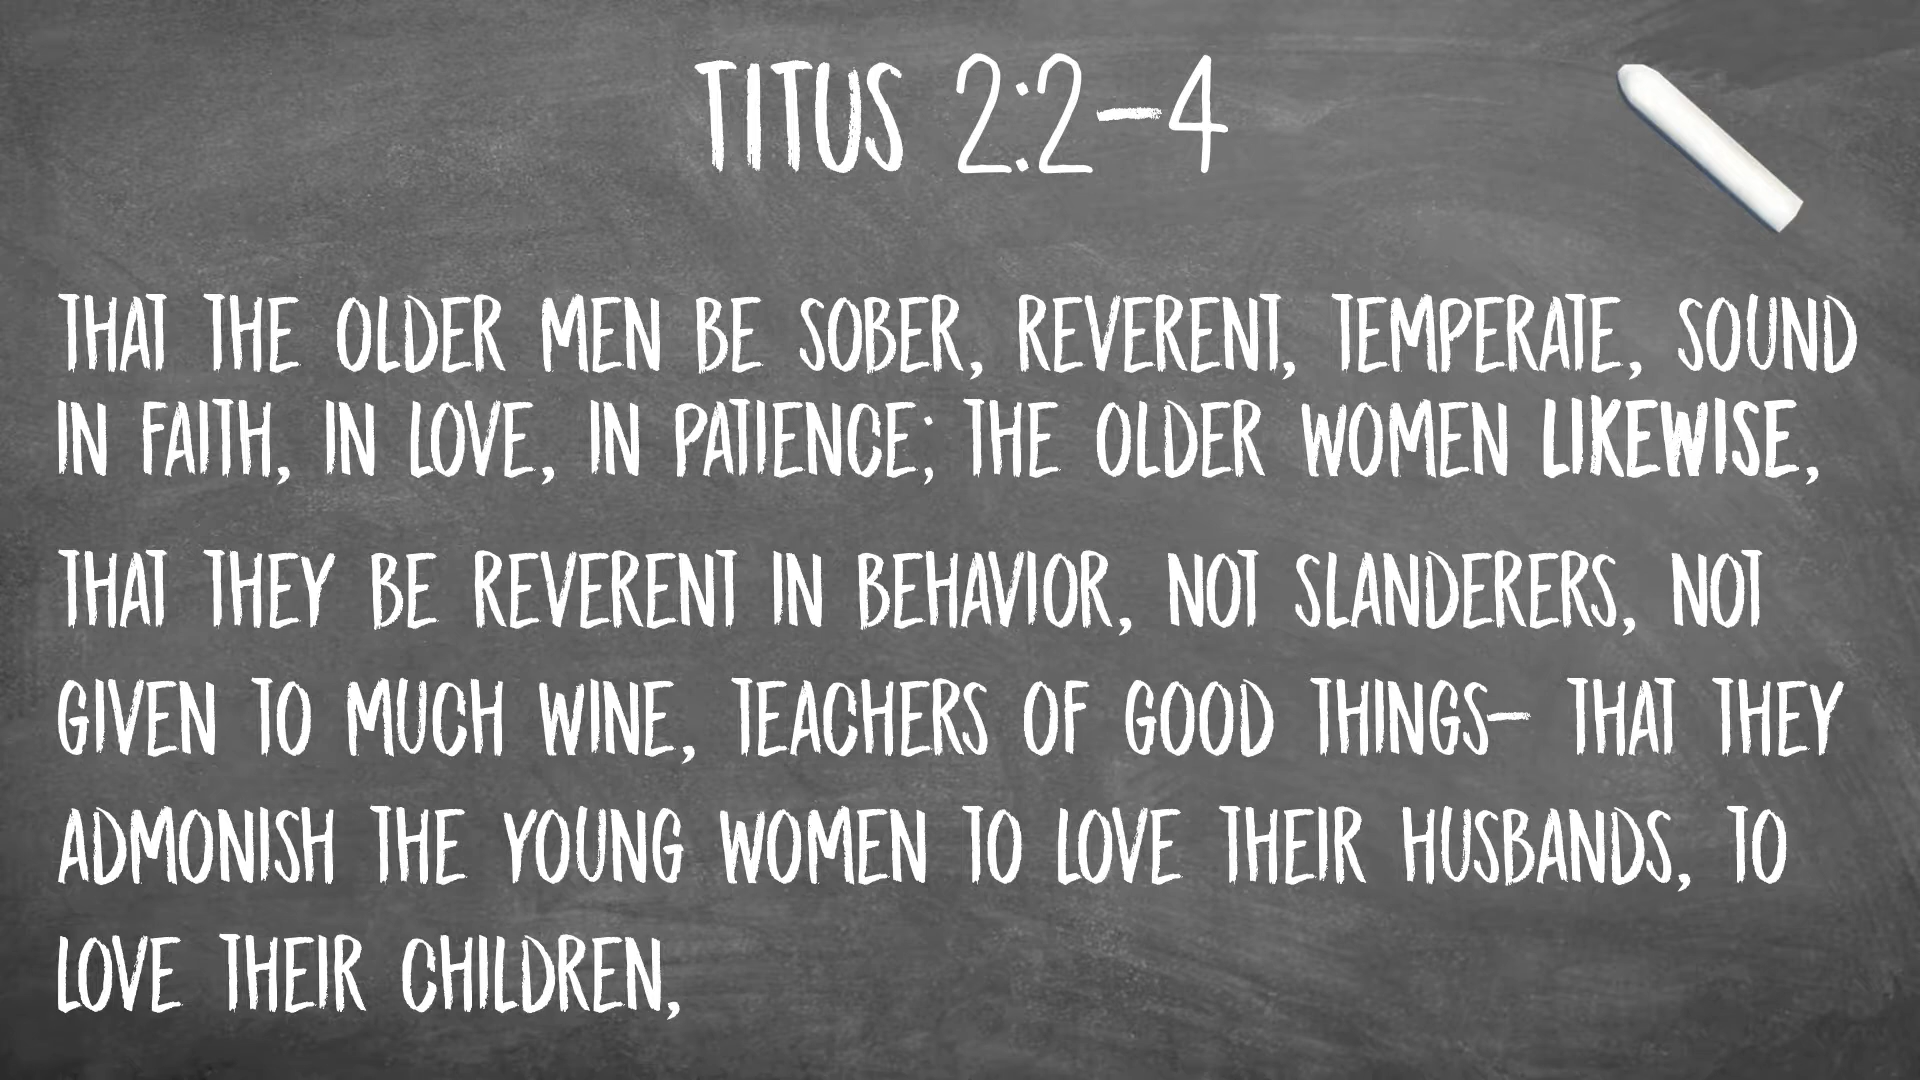 TITUS 2:2-4
THAT THE OLDER MEN BE SOBER, REVERENT, TEMPERATE, SOUND
IN FAITH, IN LOVE, IN PATIENCE; THE OLDER WOMEN LIKEWISE,
THAT THEY BE REVERENT IN BEHAVIOR, NOT SLANDERERS, NOT
GIVEN TO MUCH WINE, TEACHERS OF GOOD THINGS— THAT THEY
ADMONISH THE YOUNG WOMEN TO LOVE THEIR HUSBANDS, TO
LOVE THEIR CHILDREN,